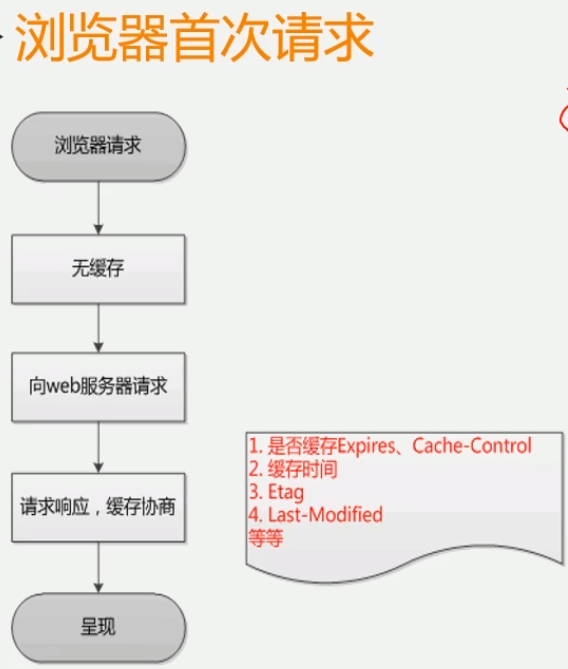 浏览器首次请求
浏览器请求
无缓存
向web服务器请求
请求响应，缓存协商
呈现
1. 是否缓存Expires、Cache-Control
2. 缓存时间
3. Etag
4. Last-Modified
等等